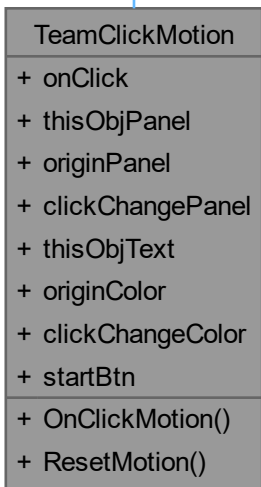 TeamClickMotion
+ onClick
+ thisObjPanel
+ originPanel
+ clickChangePanel
+ thisObjText
+ originColor
+ clickChangeColor
+ startBtn
+ OnClickMotion()
+ ResetMotion()